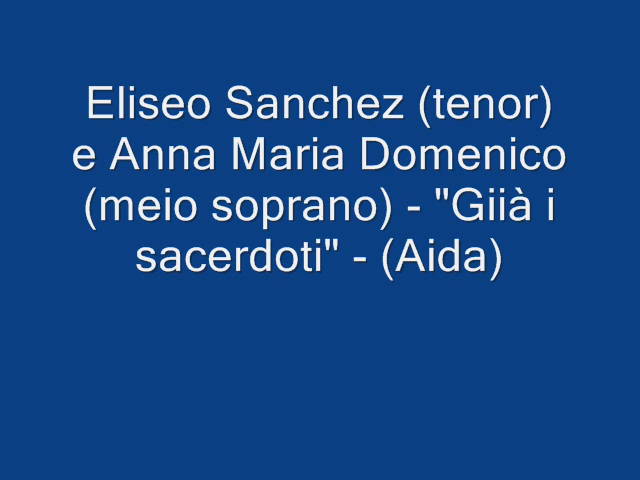 Eliseo Sanchez (tenor)
e Anna Maria Domenico
(meio soprano) - "Giià i
sacerdoti" - (Aida)